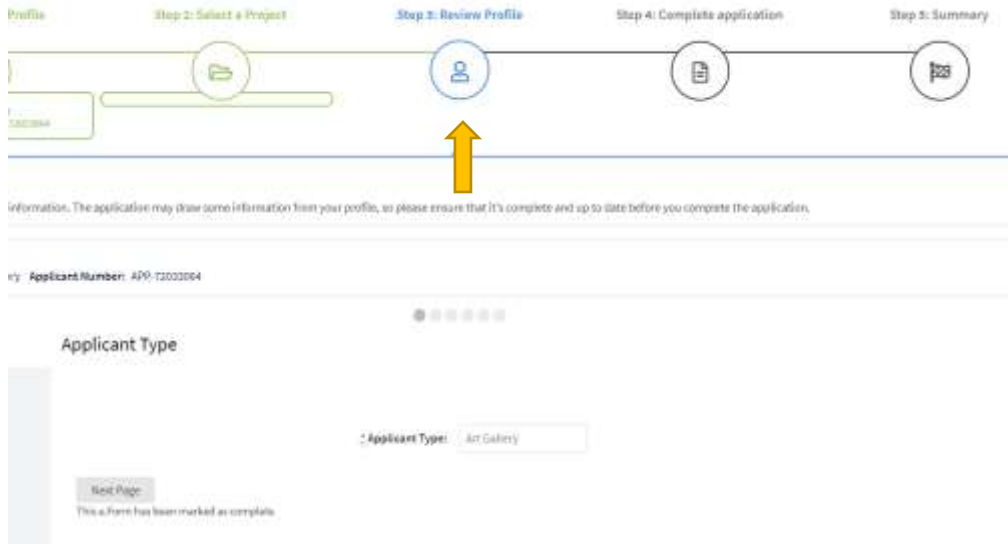 Profile
Step 2: Select a Project
Step 3: Review Profile
Step 4: Complete application
Step 5: Summary
information. The application may draw some information from your profile, so please ensure that it's complete and up to date before you complete the application.
Applicant Number: APP-72033064
Applicant Type
* Applicant Type: Art Gallery
Next Page
This e.Form has been marked as complete